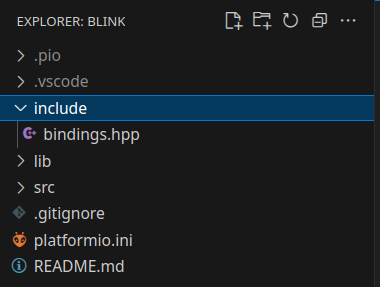 EXPLORER: BLINK
.pio
.vscode
include
bindings.hpp
lib
src
.gitignore
platformio.ini
README.md